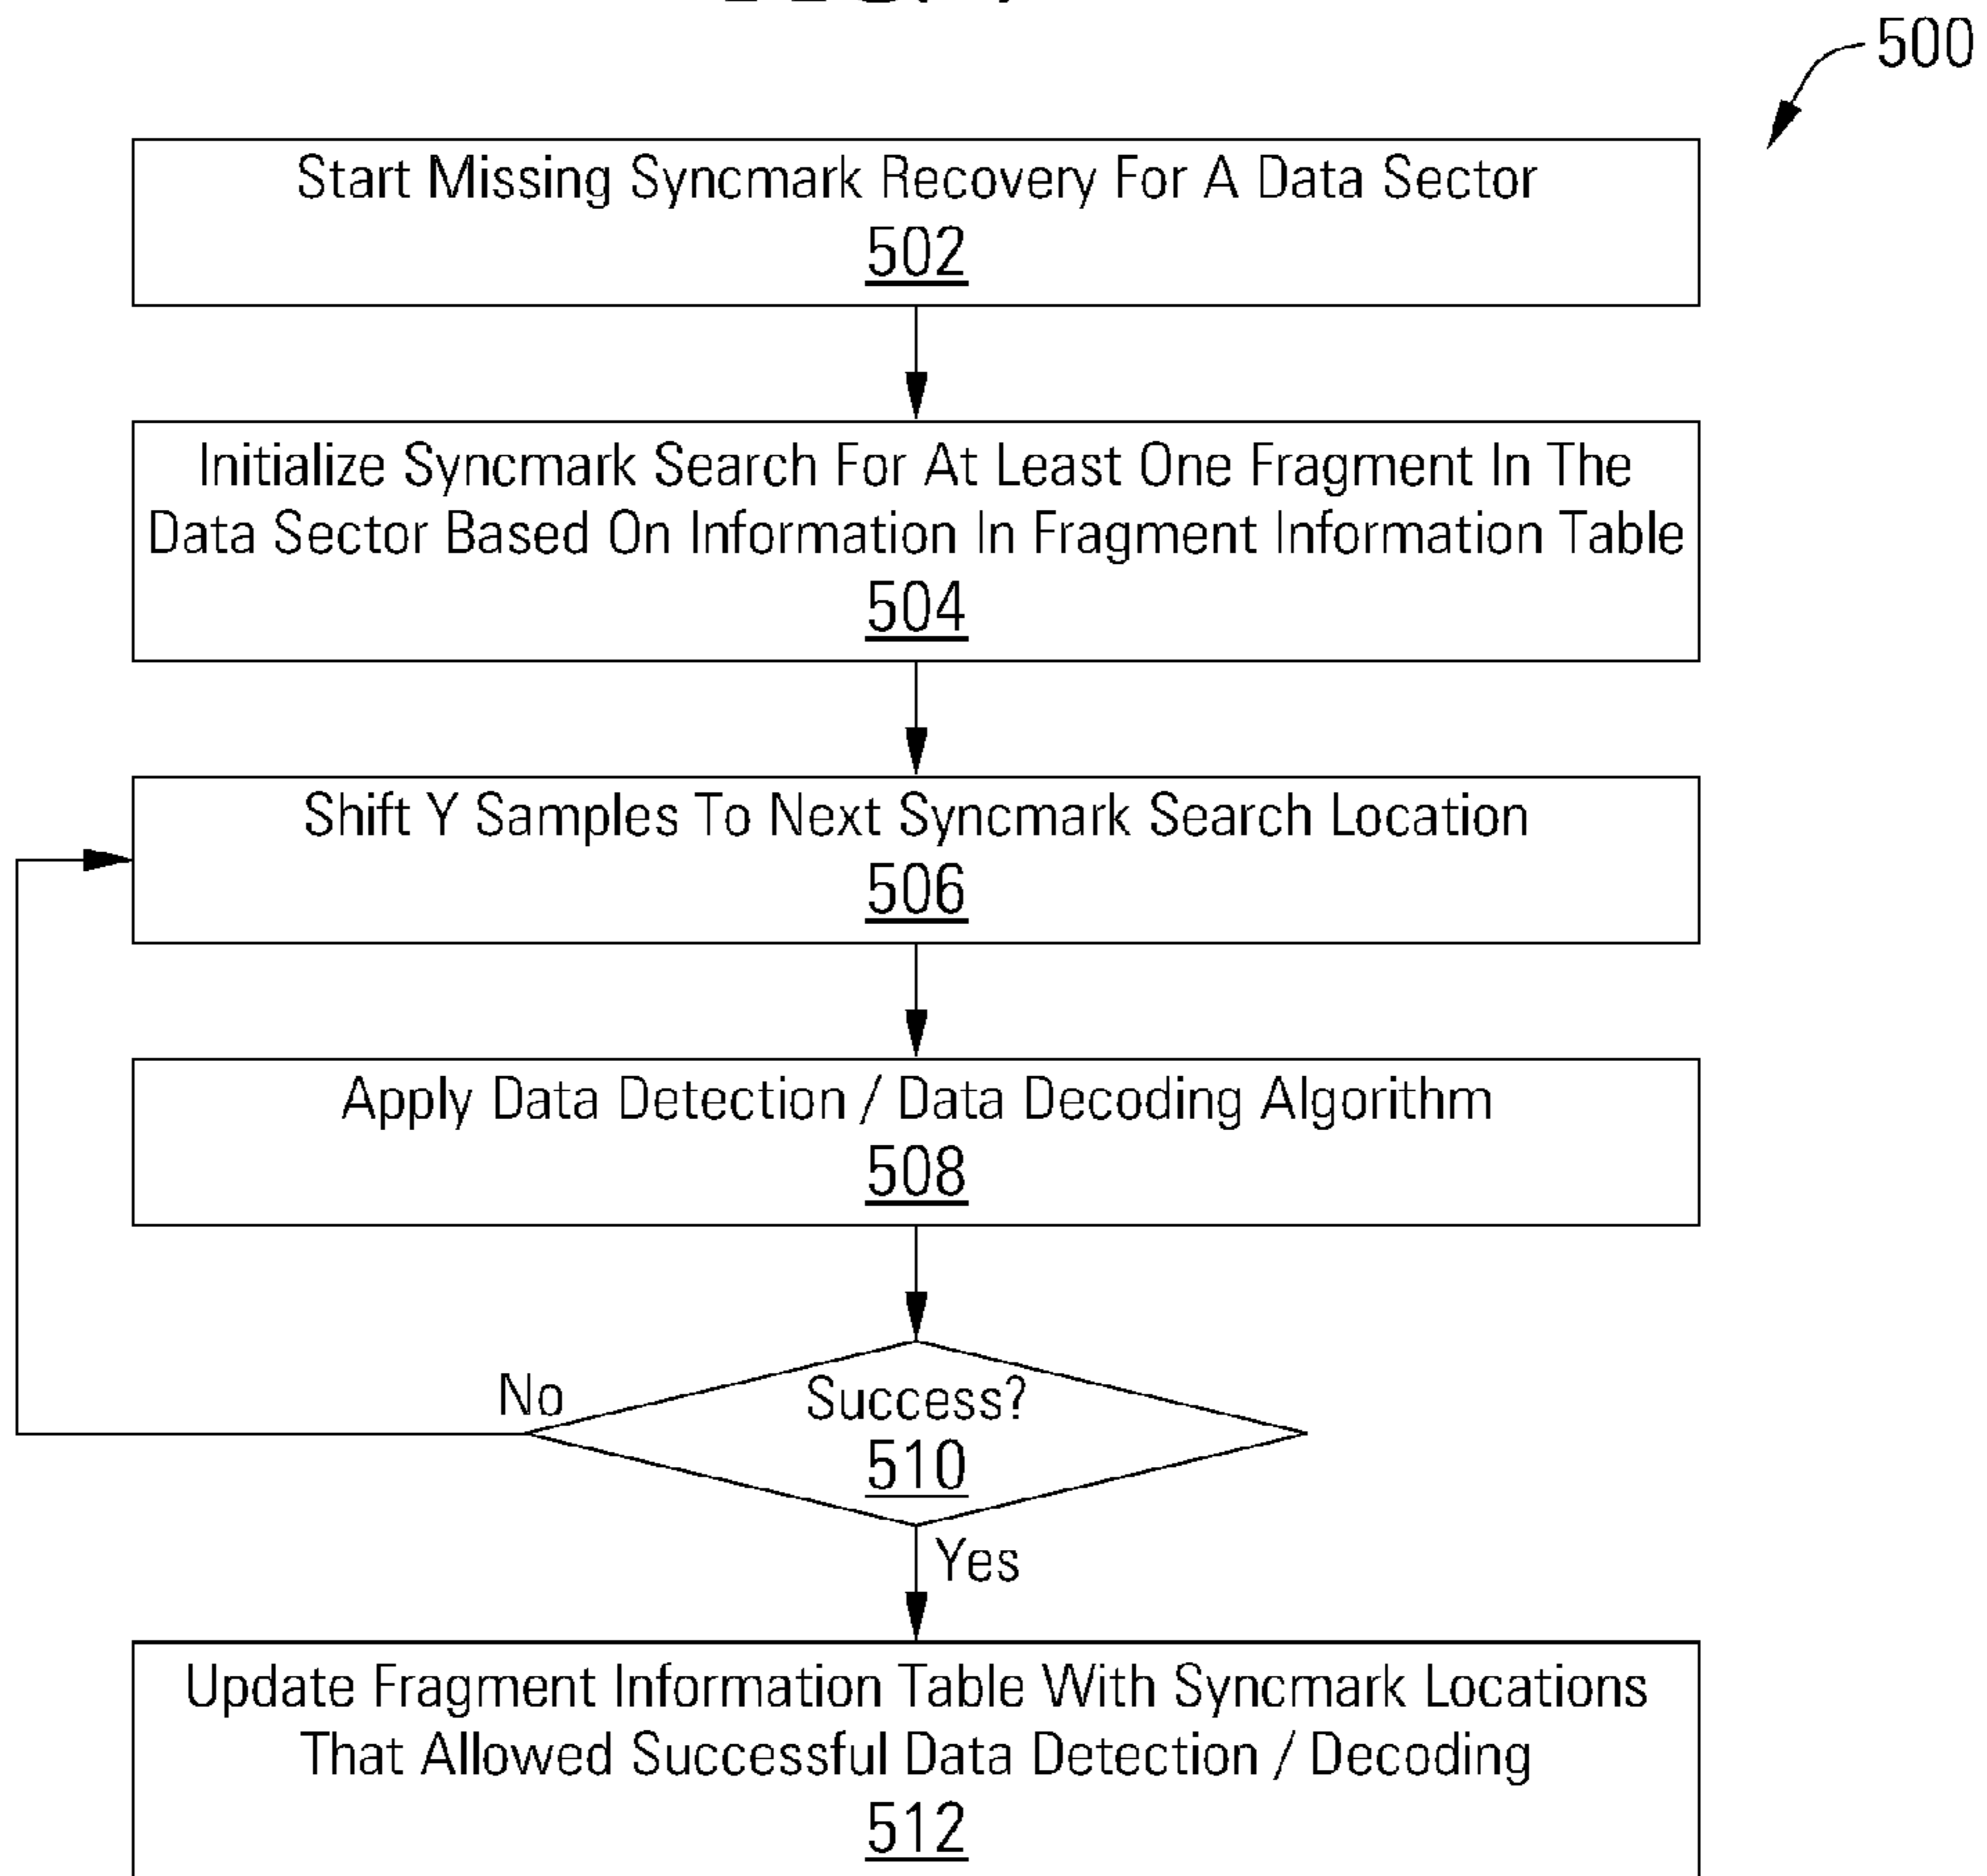 500
Start Missing Syncmark Recovery For A Data Sector
502
Initialize Syncmark Search For At Least One Fragment In The
Data Sector Based On Information In Fragment Information Table
504
Shift Y Samples To Next Syncmark Search Location
506
Apply Data Detection / Data Decoding Algorithm
508
No
Success?
510
Yes
Update Fragment Information Table With Syncmark Locations
That Allowed Successful Data Detection / Decoding
512